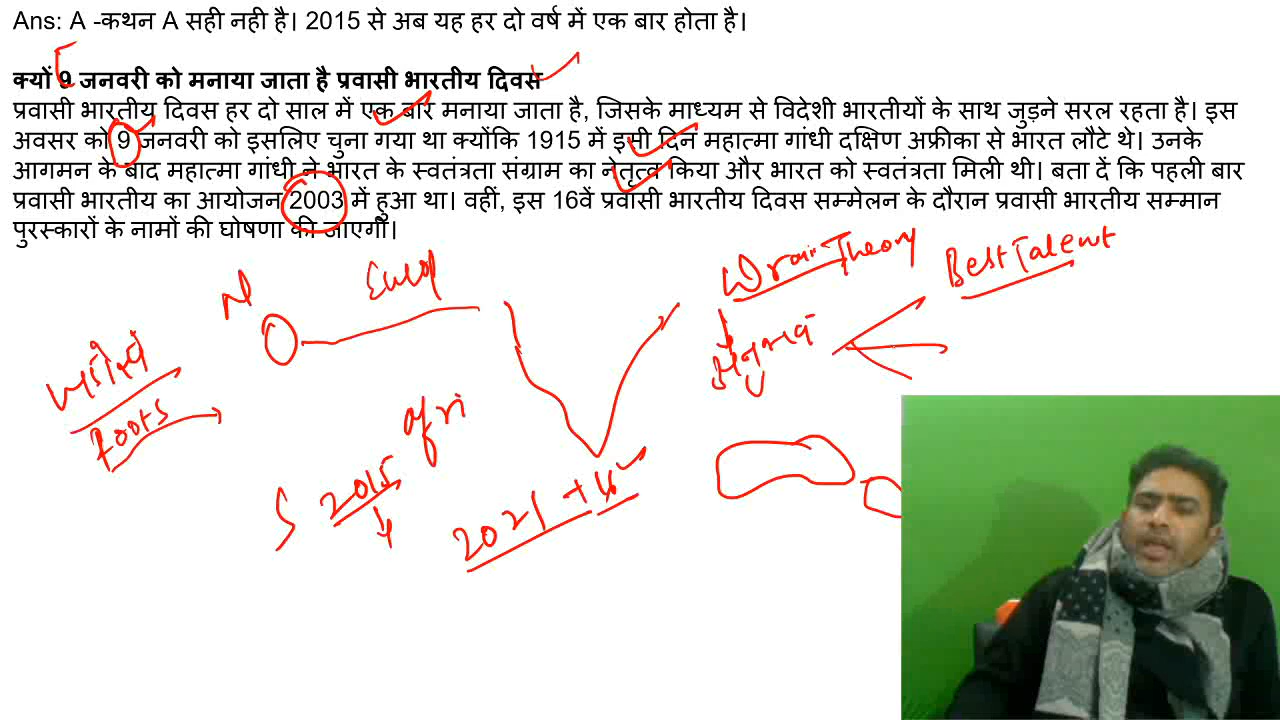 Ans: A -कथन A सही नही है। 2015 से अब यह हर दो वर्ष में एक बार होता है।
क्यों 9 जनवरी को मनाया जाता है प्रवासी भारतीय दिवस
प्रवासी भारतीय दिवस हर दो साल में एक बार मनाया जाता है, जिसके माध्यम से विदेशी भारतीयों के साथ जुड़ने सरल रहता है। इस
अवसर को 9 जनवरी को इसलिए चुना गया था क्योंकि 1915 में इसी दिन महात्मा गांधी दक्षिण अफ्रीका से भारत लौटे थे। उनके
आगमन के बाद महात्मा गांधी ने भारत के स्वतंत्रता संग्राम का नेतृत्व किया और भारत को स्वतंत्रता मिली थी। बता दें कि पहली बार
प्रवासी भारतीय का आयोजन 2003 में हुआ था। वहीं, इस 16वें प्रवासी भारतीय दिवस सम्मेलन के दौरान प्रवासी भारतीय सम्मान
पुरस्कारों के नामों की घोषणा की जाएगी।
Drain Theory
Best Talent
अनुभव
Roots
2015
2021 + 16